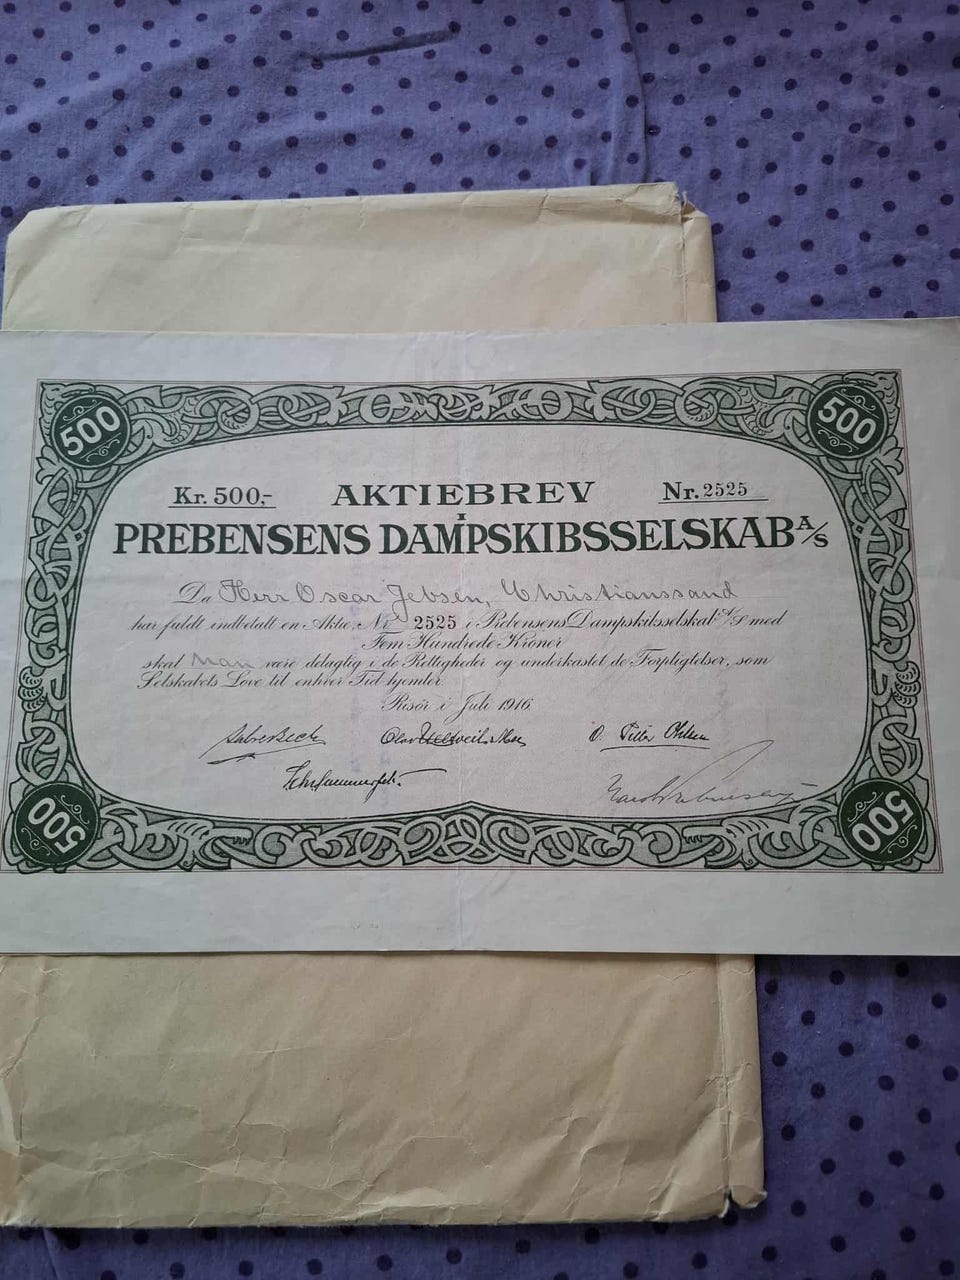 500 500
Kr. 500,- AKTIEBREV Nr. 2525
I
PREBENSENS DAMPSKIBSSELSKAB A/S
Da Herr Oscar Jebsen, Christianssand
har fuldt indbetalt en Aktie, Nr. 2525 i Prebensens Dampskibsselskab A/S med
Fem Hundrede Kroner
skal Man være delagtig i de Rettigheder og underkastet de Forpligtelser, som
Selskabets Love til enhver Tid hjemler.
Risör i Juli 1916.
500 500